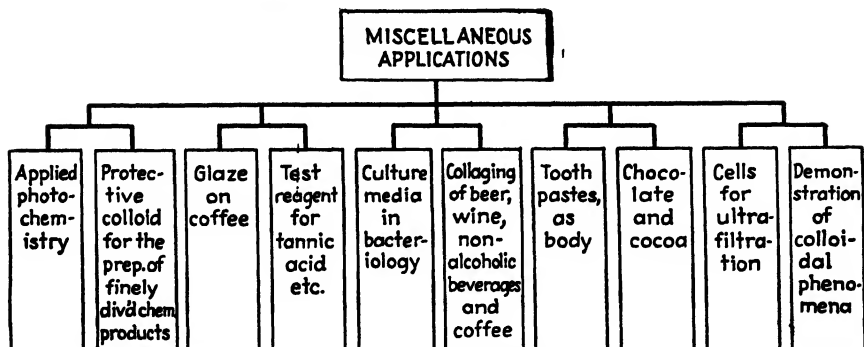 MISCELLANEOUS
APPLICATIONS
Applied
photo-
chem-
istry
Protec-
tive
colloid
for the
prep. of
finely
div'd chem.
products
Glaze
on
coffee
Test
reagent
for
tannic
acid
etc.
Culture
media
in
bacter-
iology
Collaging
of beer,
wine,
non-
alcoholic
beverages
and
coffee
Tooth
pastes,
as
body
Choco-
late
and
cocoa
Cells
for
ultra-
filtra-
tion
Demon-
stration
of
colloi-
dal
pheno-
mena